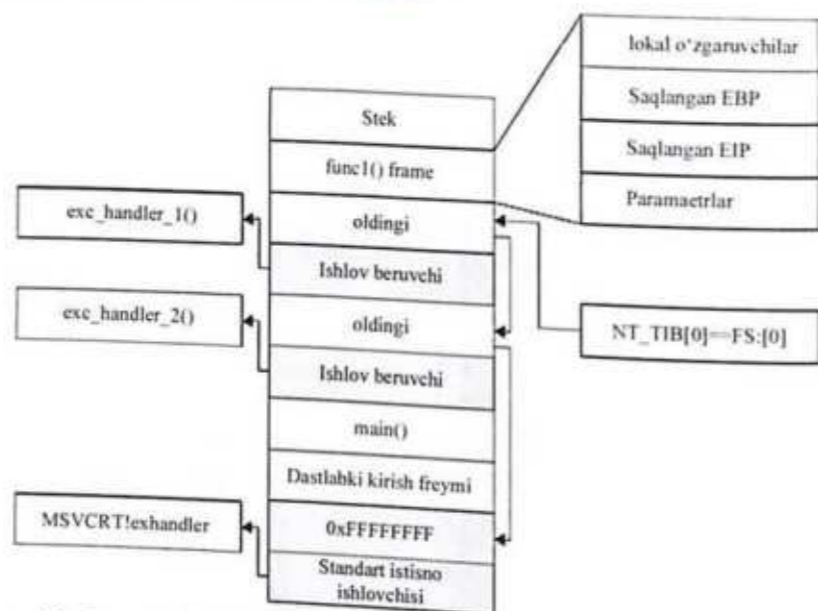 lokal o‘zgaruvchilar
Saqlangan EBP
Saqlangan EIP
Paramaetrlar
Stek
func1() frame
oldingi
Ishlov beruvchi
oldingi
Ishlov beruvchi
main()
Dastlabki kirish freymi
0xFFFFFFFF
Standart istisno
ishlovchisi
exc_handler_1()
exc_handler_2()
MSVCRT!exhandler
NT_TIB[0]==FS:[0]